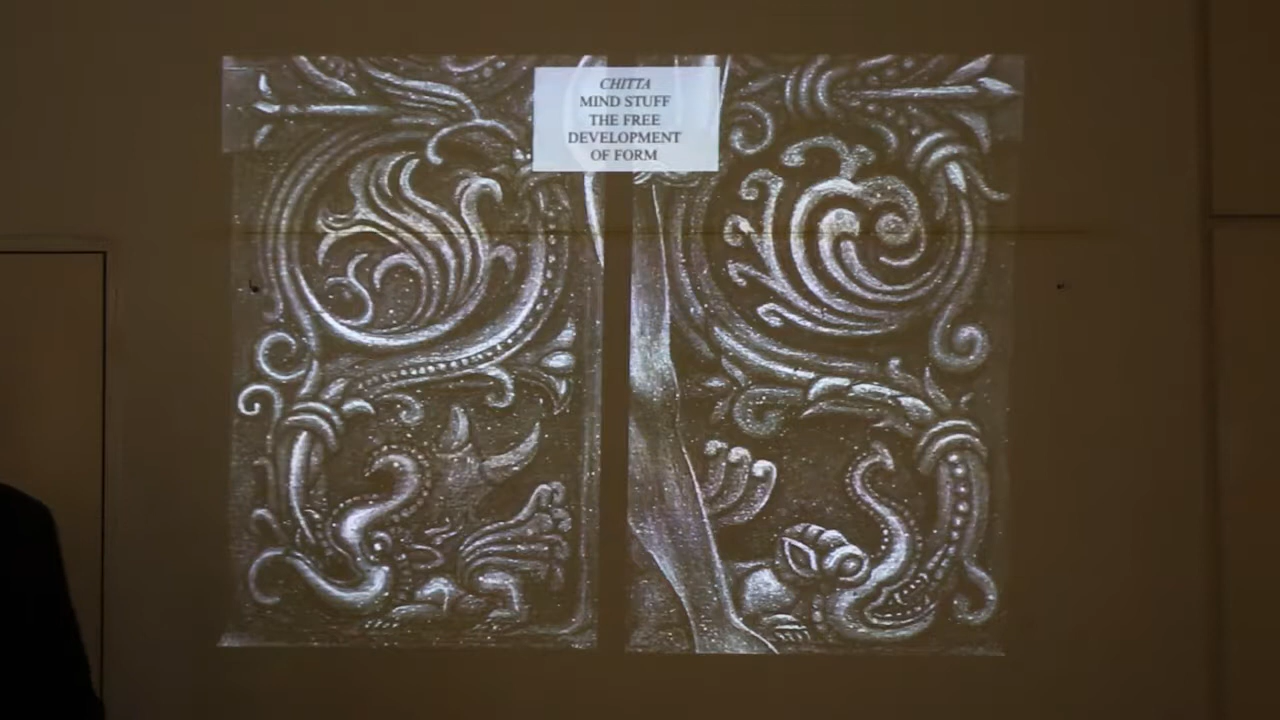 CHITTA
MIND STUFF
THE FREE
DEVELOPMENT
OF FORM